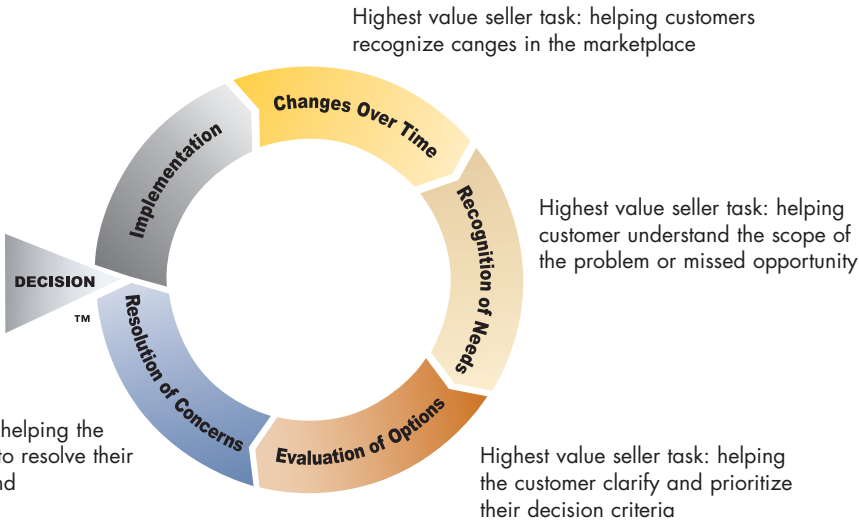 Highest value seller task: helping customers
recognize canges in the marketplace
Changes Over Time
Implementation
Recognition of Needs
Highest value seller task: helping
customer understand the scope of
the problem or missed opportunity
DECISION
™
Resolution of Concerns
Evaluation of Options
helping the
to resolve their
nd
Highest value seller task: helping
the customer clarify and prioritize
their decision criteria